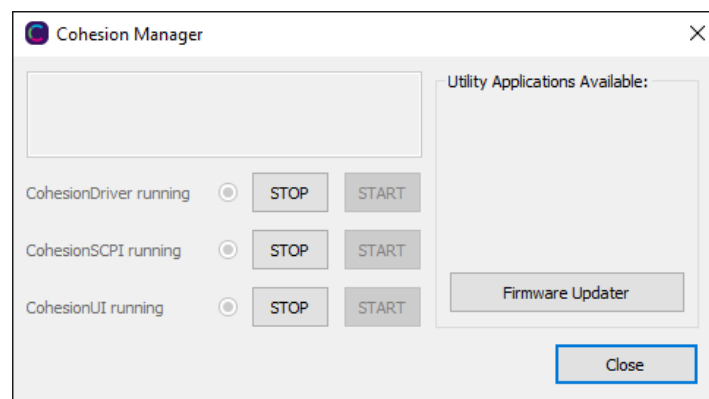 Cohesion Manager
Utility Applications Available:
CohesionDriver running STOP START
CohesionSCPI running STOP START
CohesionUI running STOP START
Firmware Updater
Close